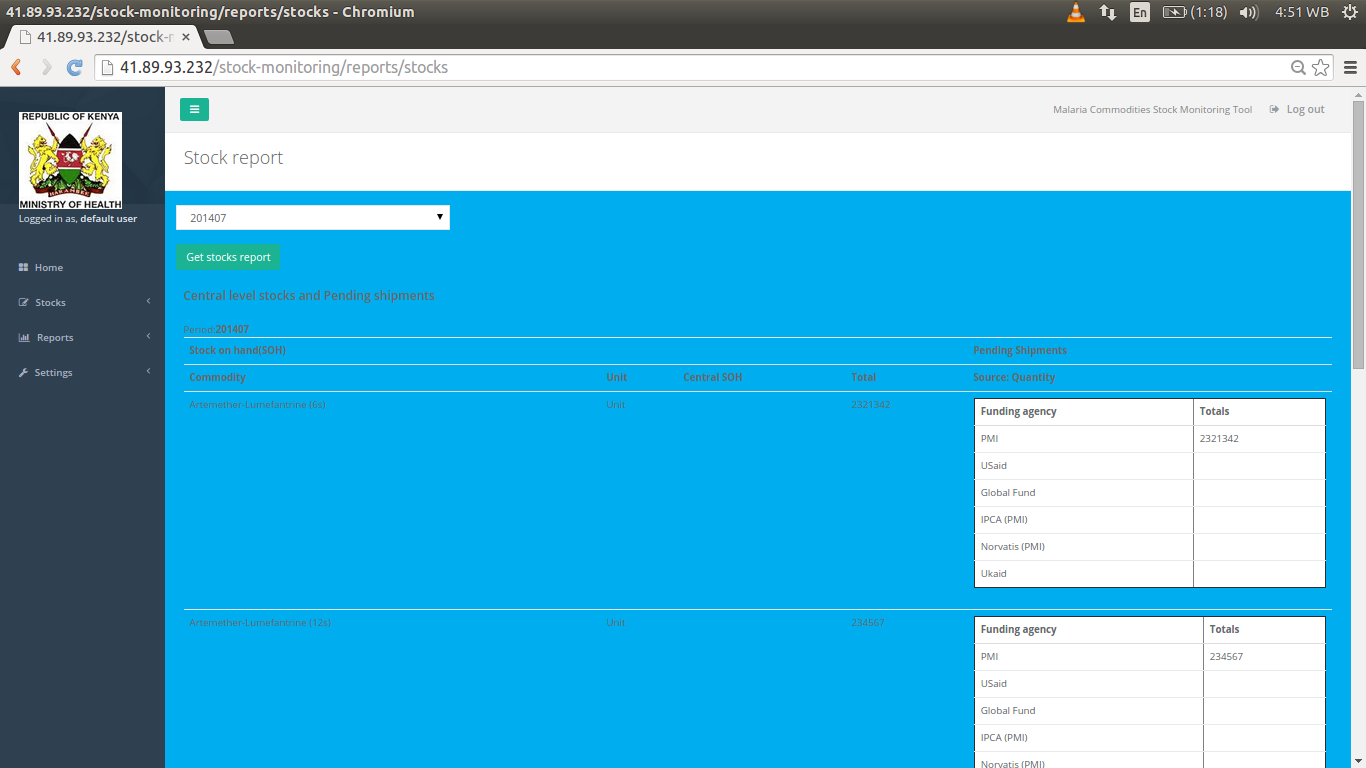 41.89.93.232/stock-monitoring/reports/stocks - Chromium
En (1:18) 4:51 WB
41.89.93.232/stock-r
41.89.93.232/stock-monitoring/reports/stocks
REPUBLIC OF KENYA
HARAMBEE
MINISTRY OF HEALTH
Logged in as, default user
Home
Stocks
Reports
Settings
Malaria Commodities Stock Monitoring Tool Log out
Stock report
201407
Get stocks report
Central level stocks and Pending shipments
Period:201407
Stock on hand(SOH) Pending Shipments
Commodity Unit Central SOH Total Source: Quantity
Artemether-Lumefantrine (6s) Unit 2321342
Funding agency Totals
PMI 2321342
USaid
Global Fund
IPCA (PMI)
Norvatis (PMI)
Ukaid
Artemether-Lumefantrine (12s) Unit 234567
Funding agency Totals
PMI 234567
USaid
Global Fund
IPCA (PMI)
Norvatis (PMI)